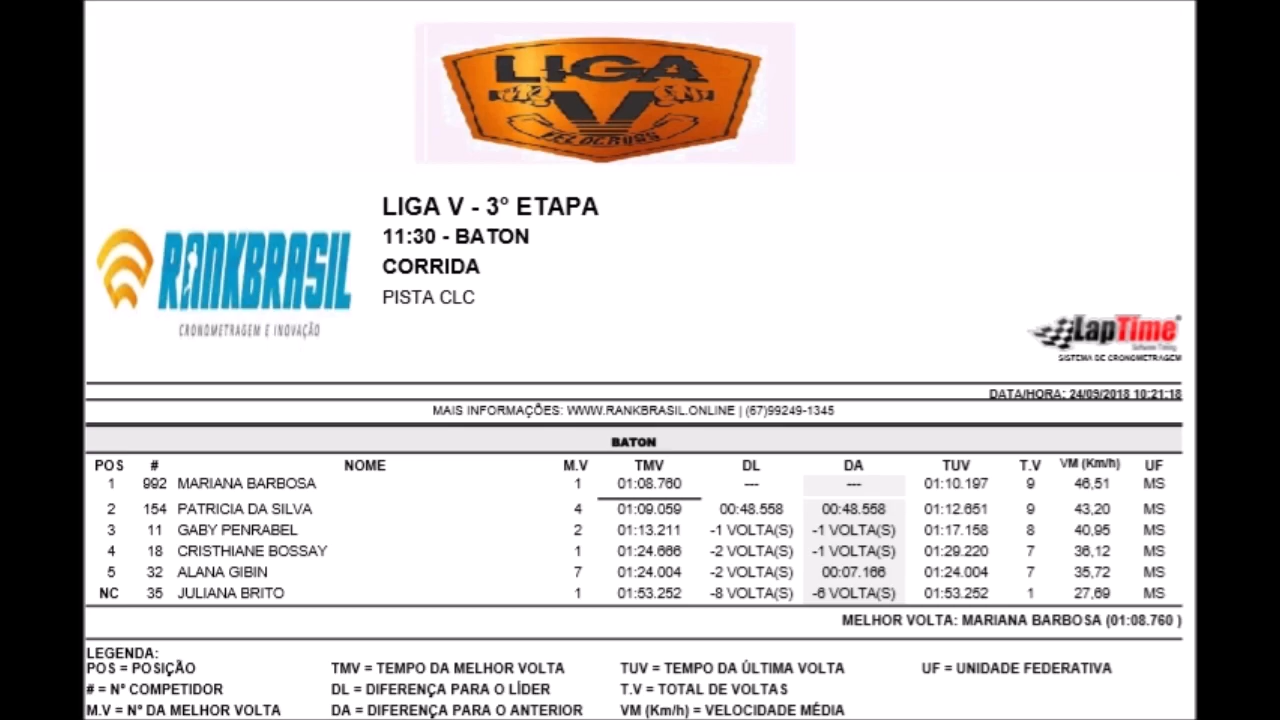 LIGA
V
VELOCROSS
LIGA V - 3° ETAPA
11:30 - BATON
CORRIDA
PISTA CLC
RANKBRASIL
CRONOMETRAGEM E INOVAÇÃO
LapTime
Software Timing
SISTEMA DE CRONOMETRAGEM
DATA/HORA: 24/09/2018 10:21:18
MAIS INFORMAÇÕES: WWW.RANKBRASIL.ONLINE | (67)99249-1345
BATON
POS # NOME M.V TMV DL DA TUV T.V VM (Km/h) UF
1 992 MARIANA BARBOSA 1 01:08.760 --- --- 01:10.197 9 46,51 MS
2 154 PATRICIA DA SILVA 4 01:09.059 00:48.558 00:48.558 01:12.651 9 43,20 MS
3 11 GABY PENRABEL 2 01:13.211 -1 VOLTA(S) -1 VOLTA(S) 01:17.158 8 40,95 MS
4 18 CRISTHIANE BOSSAY 1 01:24.666 -2 VOLTA(S) -1 VOLTA(S) 01:29.220 7 36,12 MS
5 32 ALANA GIBIN 7 01:24.004 -2 VOLTA(S) 00:07.166 01:24.004 7 35,72 MS
NC 35 JULIANA BRITO 1 01:53.252 -8 VOLTA(S) -6 VOLTA(S) 01:53.252 1 27,69 MS
MELHOR VOLTA: MARIANA BARBOSA (01:08.760 )
LEGENDA:
POS = POSIÇÃO TMV = TEMPO DA MELHOR VOLTA TUV = TEMPO DA ÚLTIMA VOLTA UF = UNIDADE FEDERATIVA
# = Nº COMPETIDOR DL = DIFERENÇA PARA O LÍDER T.V = TOTAL DE VOLTAS
M.V = Nº DA MELHOR VOLTA DA = DIFERENÇA PARA O ANTERIOR VM (Km/h) = VELOCIDADE MÉDIA